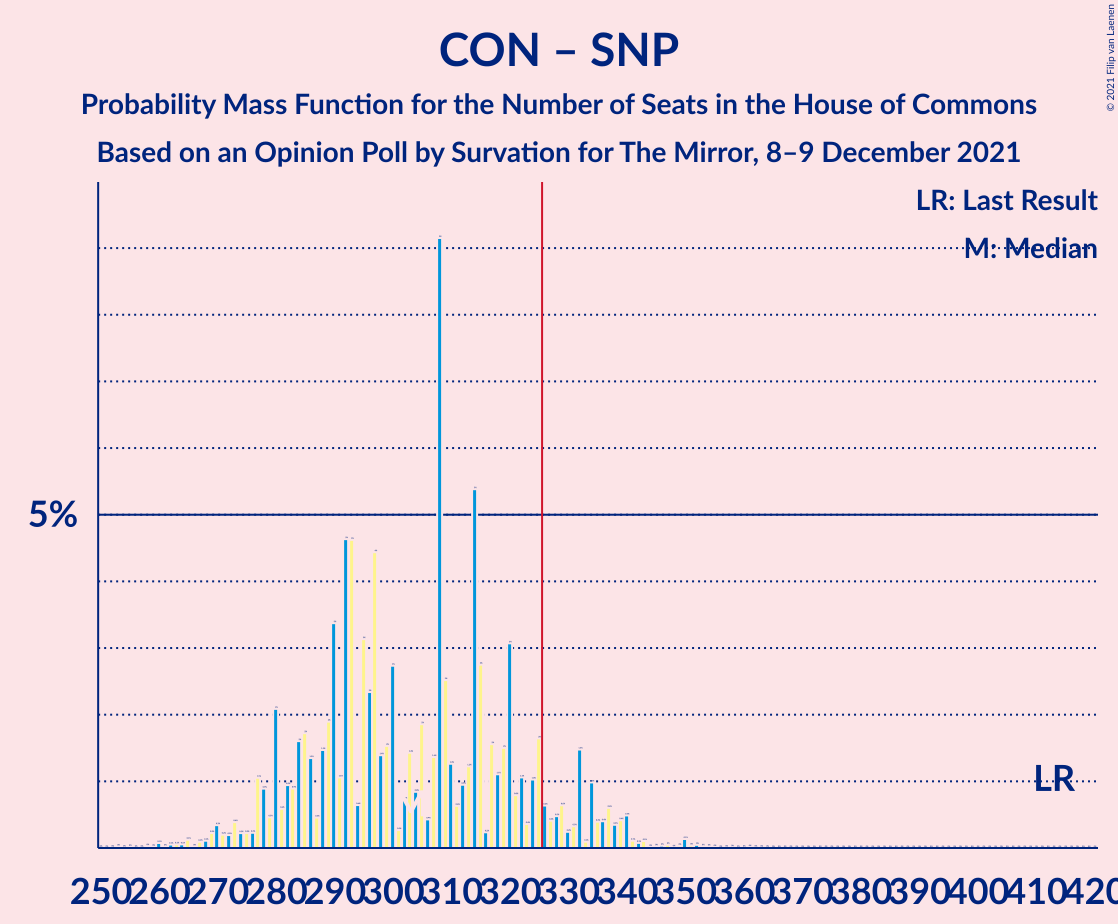 CON – SNP
Probability Mass Function for the Number of Seats in the House of Commons
Based on an Opinion Poll by Survation for The Mirror, 8–9 December 2021
© 2021 Filip van Laenen
LR: Last Result
M: Median
5%
M
LR
250 260 270 280 290 300 310 320 330 340 350 360 370 380 390 400 410 420